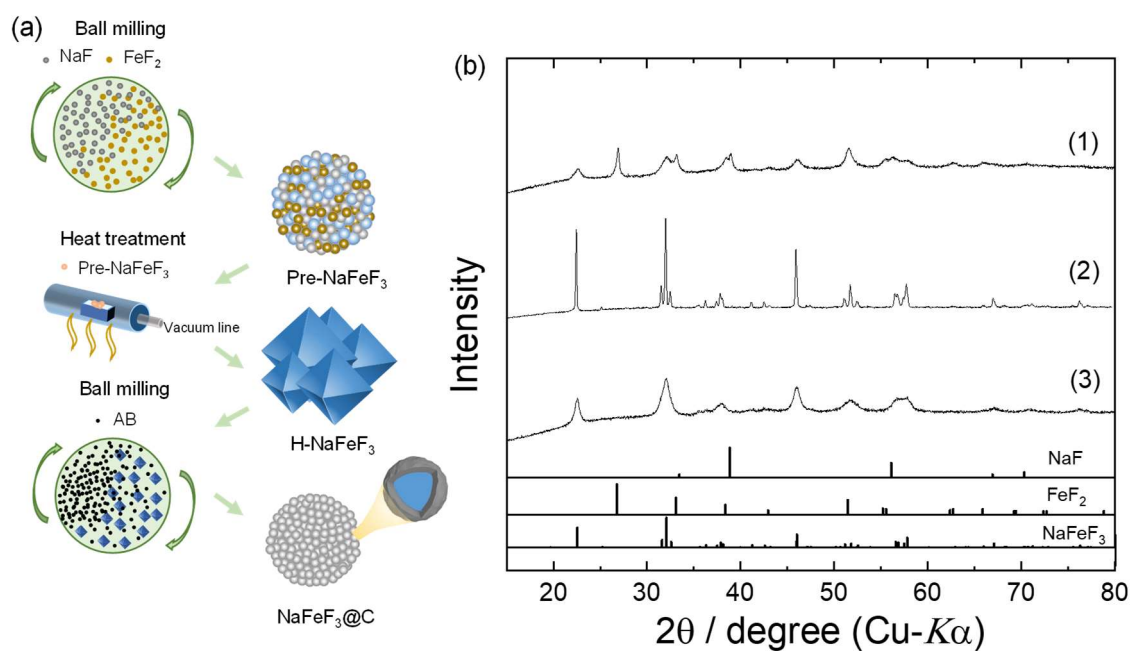 (a)
Ball milling
NaF FeF₂
Pre-NaFeF₃
Heat treatment
Pre-NaFeF₃
Vacuum line
H-NaFeF₃
Ball milling
AB
NaFeF₃@C
(b)
Intensity
(1)
(2)
(3)
NaF
FeF₂
NaFeF₃
20 30 40 50 60 70 80
2θ / degree (Cu-Kα)